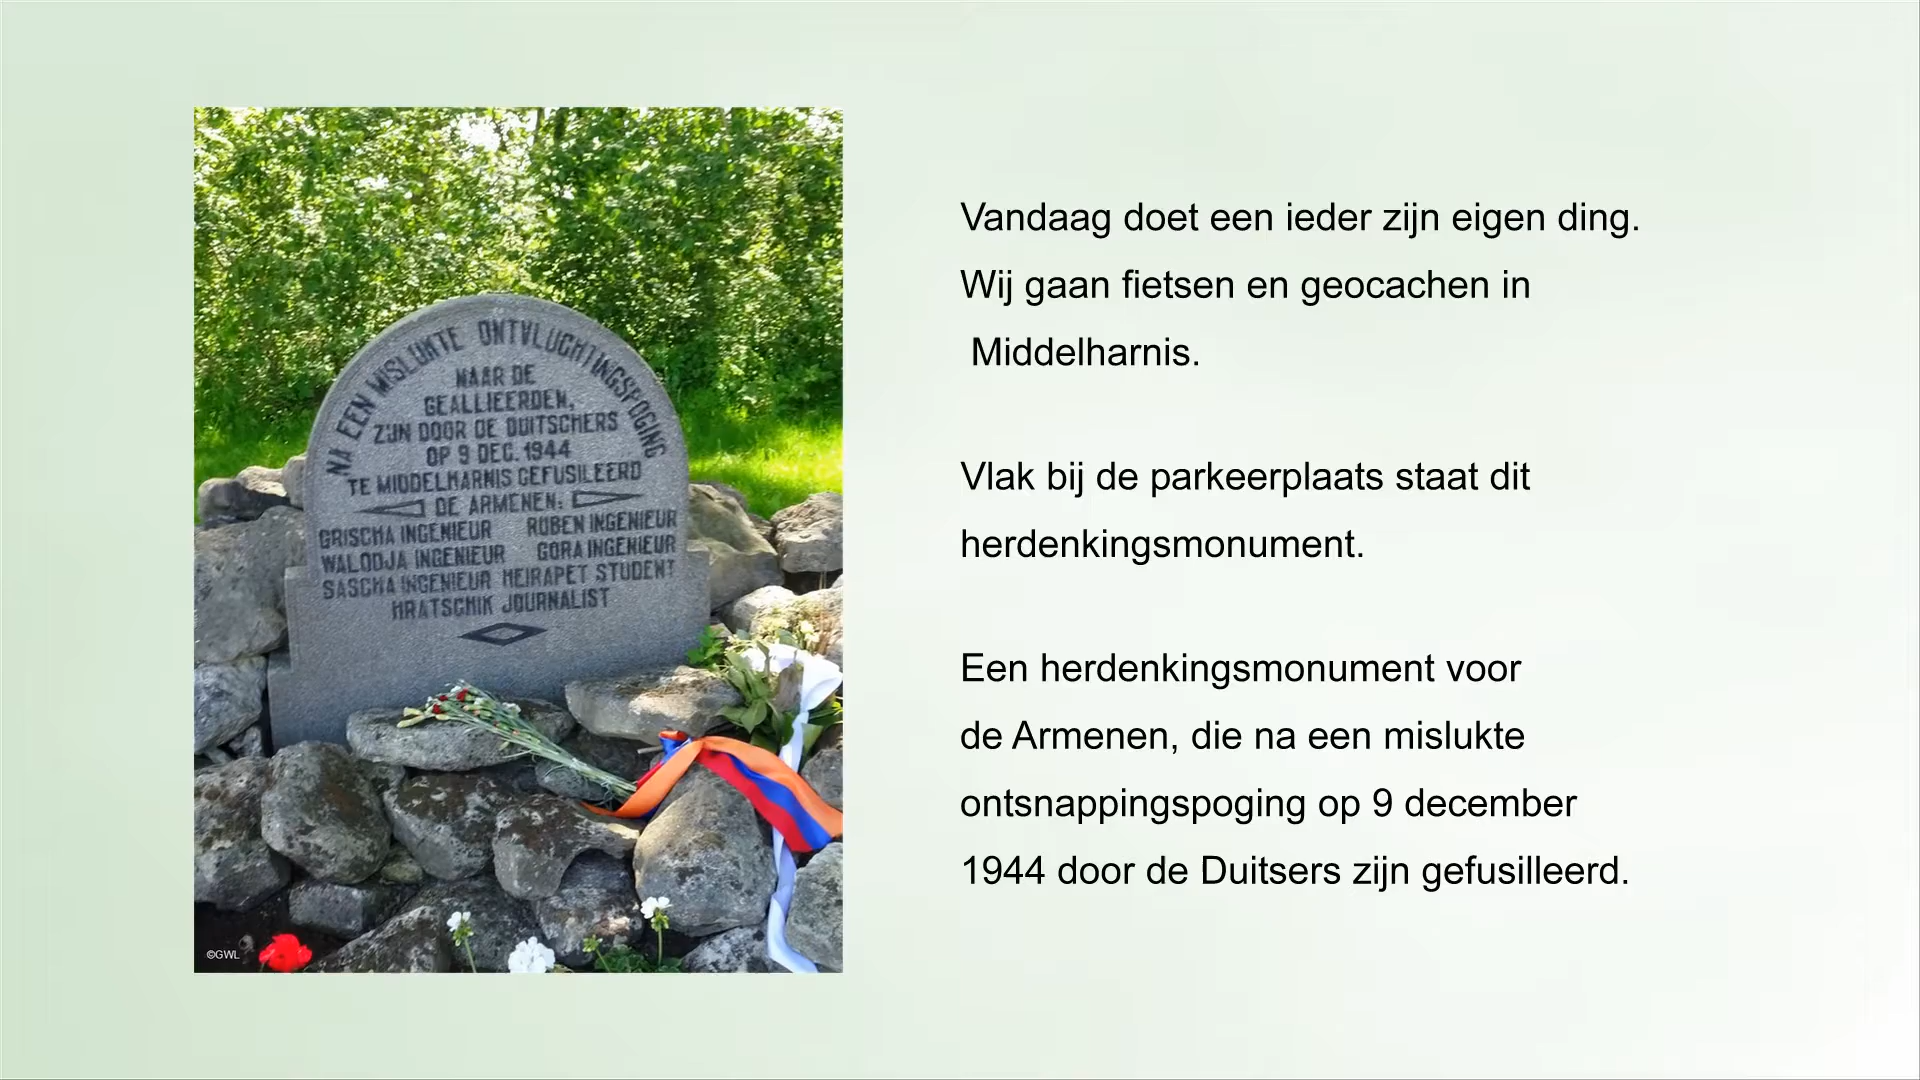 NA EEN MISLUKTE ONTVLUCHTINGSPOGING
NAAR DE
GEALLIEERDEN,
ZIJN DOOR DE DUITSCHERS
OP 9 DEC. 1944
TE MIDDELHARNIS GEFUSILEERD
DE ARMENEN:
GRISCHA INGENIEUR RUBEN INGENIEUR
WALODJA INGENIEUR GORA INGENIEUR
SASCHA INGENIEUR HEIRAPET STUDENT
HRATSCHIK JOURNALIST
©GWL
Vandaag doet een ieder zijn eigen ding.
Wij gaan fietsen en geocachen in
Middelharnis.
Vlak bij de parkeerplaats staat dit
herdenkingsmonument.
Een herdenkingsmonument voor
de Armenen, die na een mislukte
ontsnappingspoging op 9 december
1944 door de Duitsers zijn gefusilleerd.